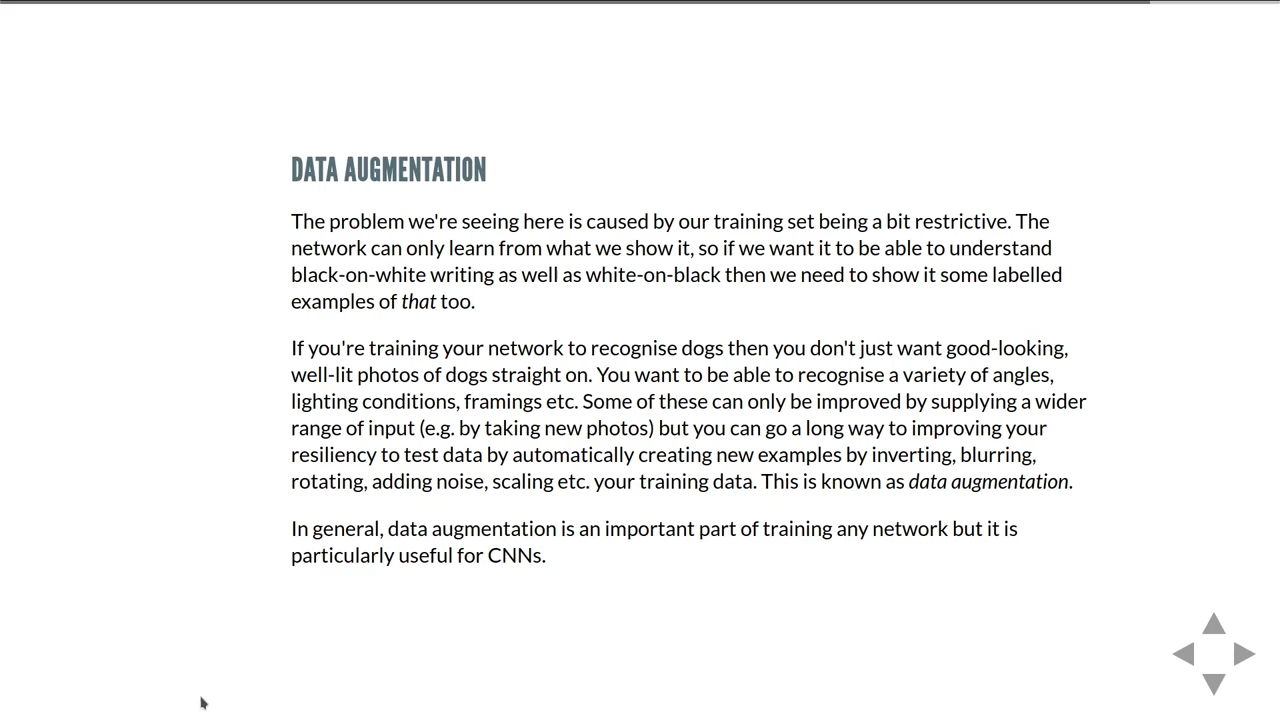 DATA AUGMENTATION
The problem we're seeing here is caused by our training set being a bit restrictive. The
network can only learn from what we show it, so if we want it to be able to understand
black-on-white writing as well as white-on-black then we need to show it some labelled
examples of that too.
If you're training your network to recognise dogs then you don't just want good-looking,
well-lit photos of dogs straight on. You want to be able to recognise a variety of angles,
lighting conditions, framings etc. Some of these can only be improved by supplying a wider
range of input (e.g. by taking new photos) but you can go a long way to improving your
resiliency to test data by automatically creating new examples by inverting, blurring,
rotating, adding noise, scaling etc. your training data. This is known as data augmentation.
In general, data augmentation is an important part of training any network but it is
particularly useful for CNNs.